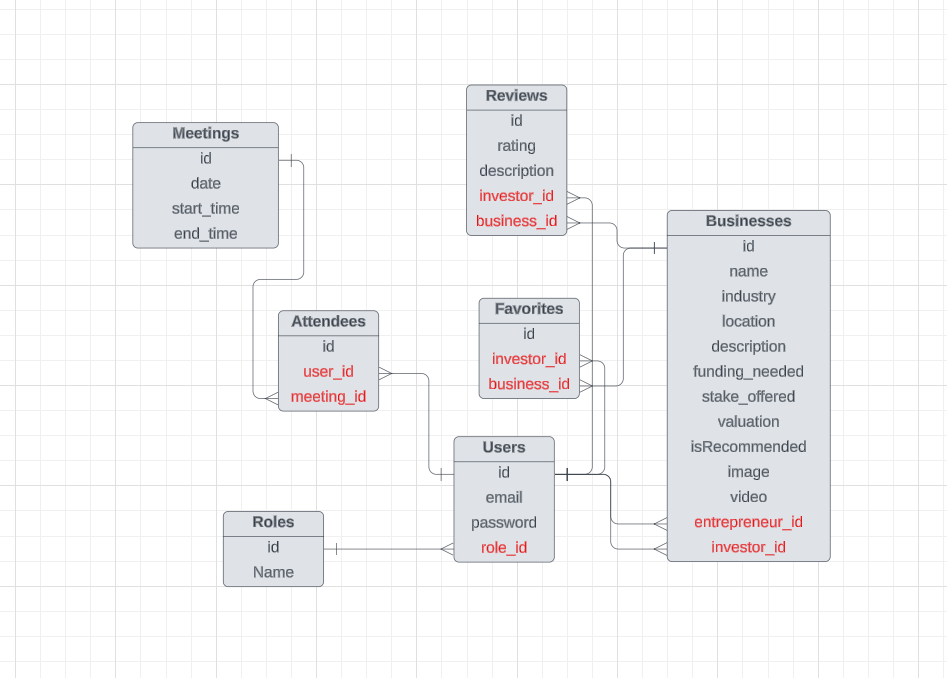 Meetings
id
date
start_time
end_time
Reviews
id
rating
description
investor_id
business_id
Businesses
id
name
industry
location
description
funding_needed
stake_offered
valuation
isRecommended
image
video
entrepreneur_id
investor_id
Attendees
id
user_id
meeting_id
Favorites
id
investor_id
business_id
Users
id
email
password
role_id
Roles
id
Name